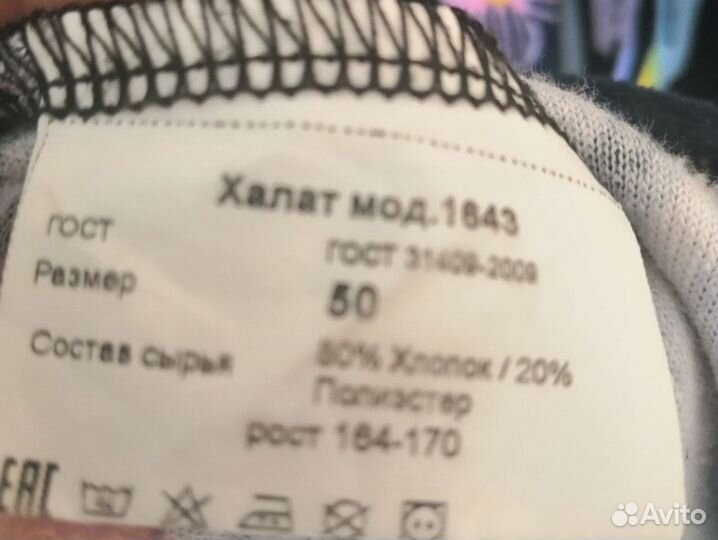 Халат мод.1643
ГОСТ
ГОСТ 31409-2009
Размер 50
Состав сырья 80% Хлопок / 20%
Полиэстер
рост 164-170
EAC
Avito